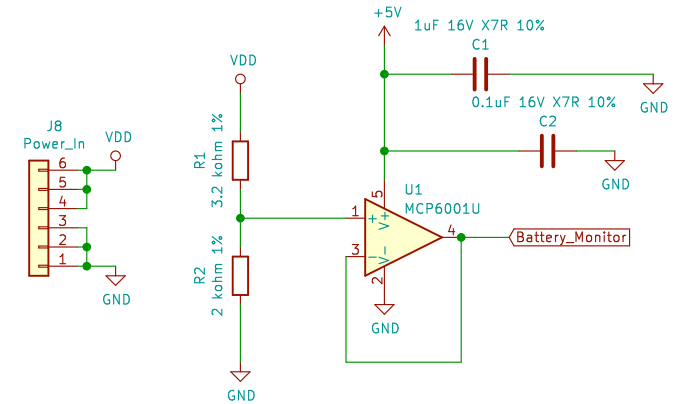 +5V
1uF 16V X7R 10%
C1
GND
0.1uF 16V X7R 10%
C2
GND
VDD
R1
3.2 kohm 1%
R2
2 kohm 1%
GND
J8
Power_In
VDD
6
5
4
3
2
1
GND
U1
MCP6001U
5
1
+
V+
4
3
-
V-
2
GND
Battery_Monitor